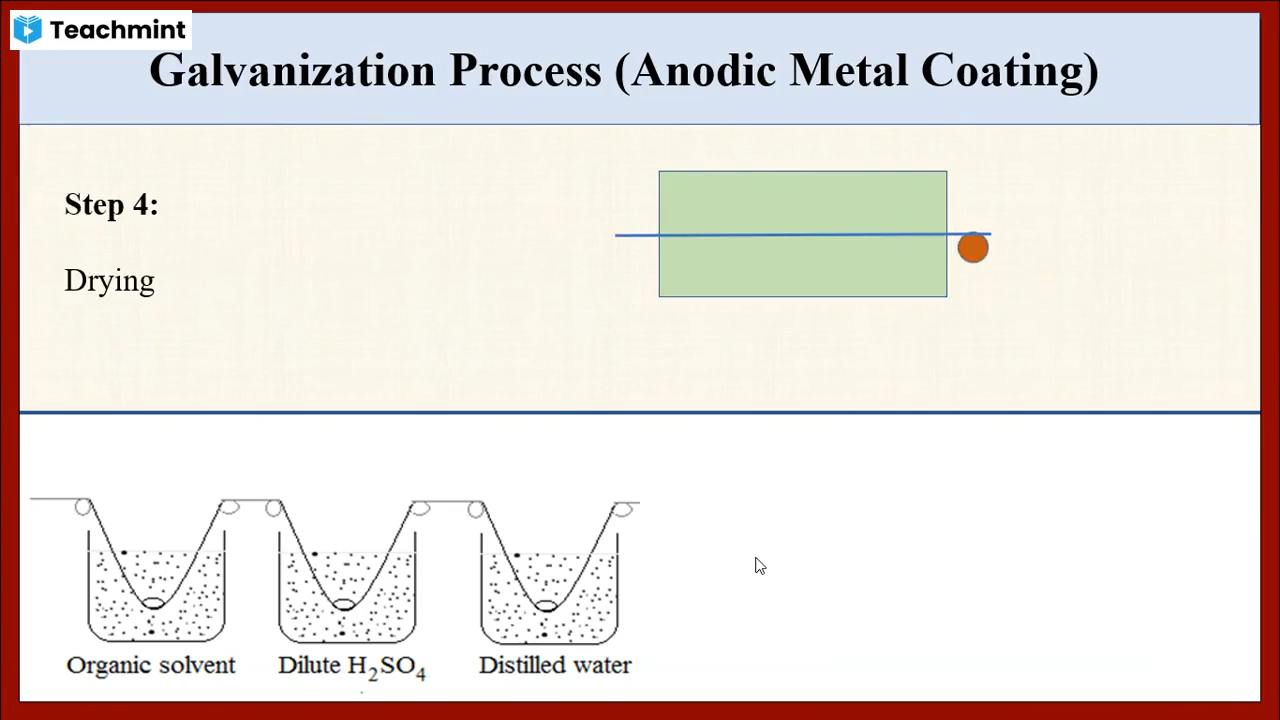 Teachmint
Galvanization Process (Anodic Metal Coating)
Step 4:
Drying
Organic solvent
Dilute H₂SO₄
Distilled water